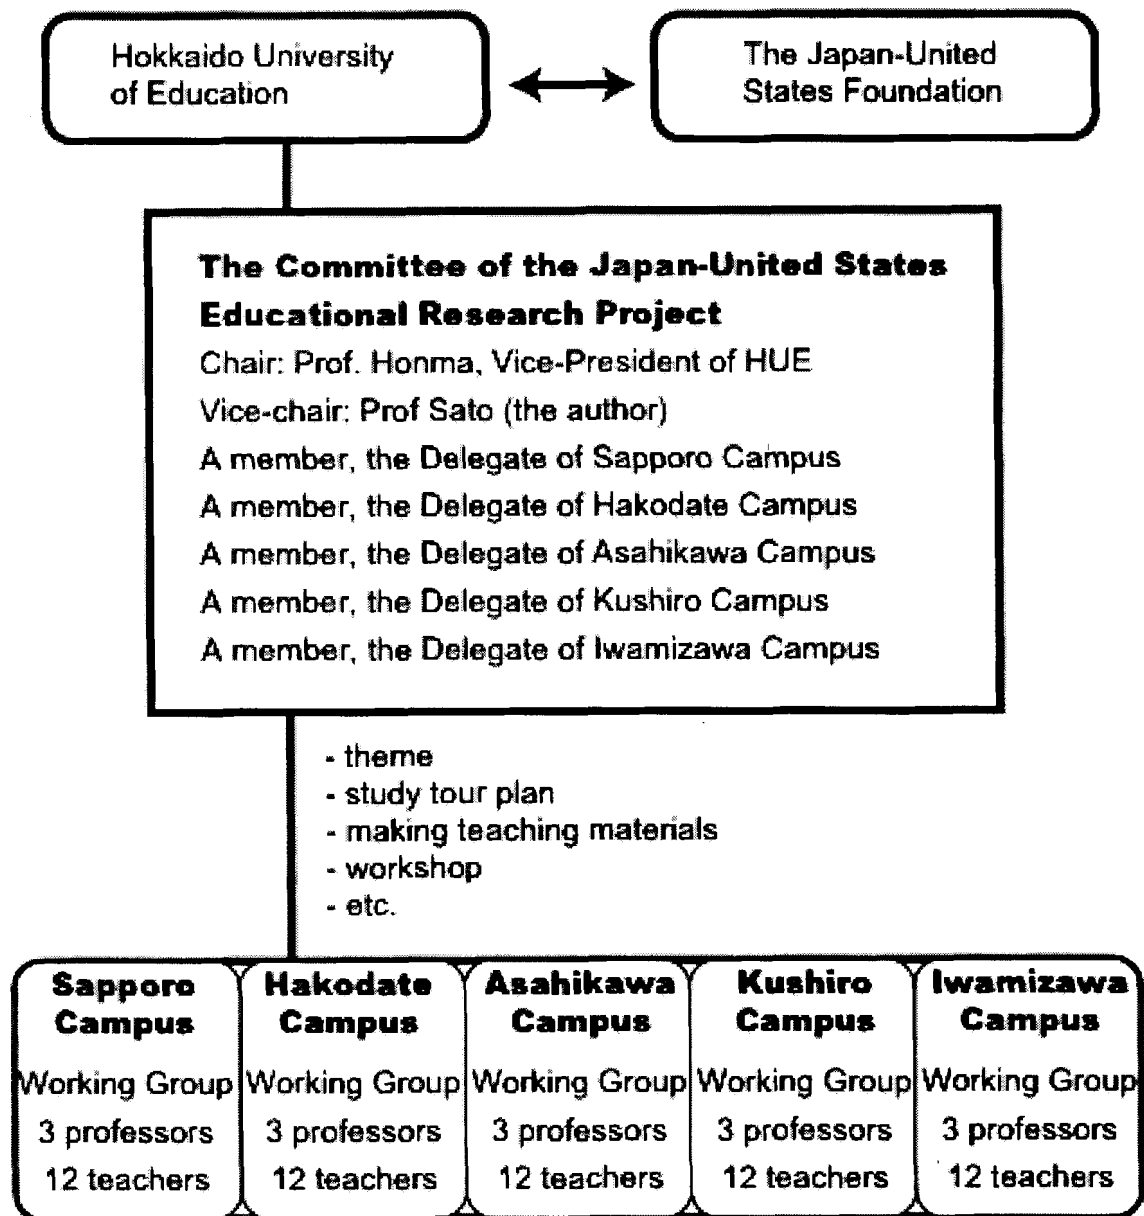 Hokkaido University
of Education
The Japan-United
States Foundation
The Committee of the Japan-United States
Educational Research Project
Chair: Prof. Honma, Vice-President of HUE
Vice-chair: Prof Sato (the author)
A member, the Delegate of Sapporo Campus
A member, the Delegate of Hakodate Campus
A member, the Delegate of Asahikawa Campus
A member, the Delegate of Kushiro Campus
A member, the Delegate of Iwamizawa Campus
- theme
- study tour plan
- making teaching materials
- workshop
- etc.
Sapporo
Campus
Working Group
3 professors
12 teachers
Hakodate
Campus
Working Group
3 professors
12 teachers
Asahikawa
Campus
Working Group
3 professors
12 teachers
Kushiro
Campus
Working Group
3 professors
12 teachers
Iwamizawa
Campus
Working Group
3 professors
12 teachers